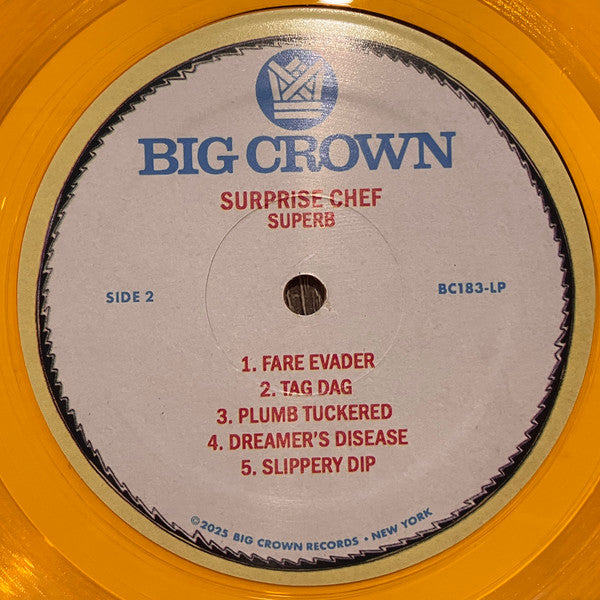 BIG CROWN
SURPRISE CHEF
SUPERB
SIDE 2
BC183-LP
1. FARE EVADER
2. TAG DAG
3. PLUMB TUCKERED
4. DREAMER'S DISEASE
5. SLIPPERY DIP
©2025 BIG CROWN RECORDS • NEW YORK